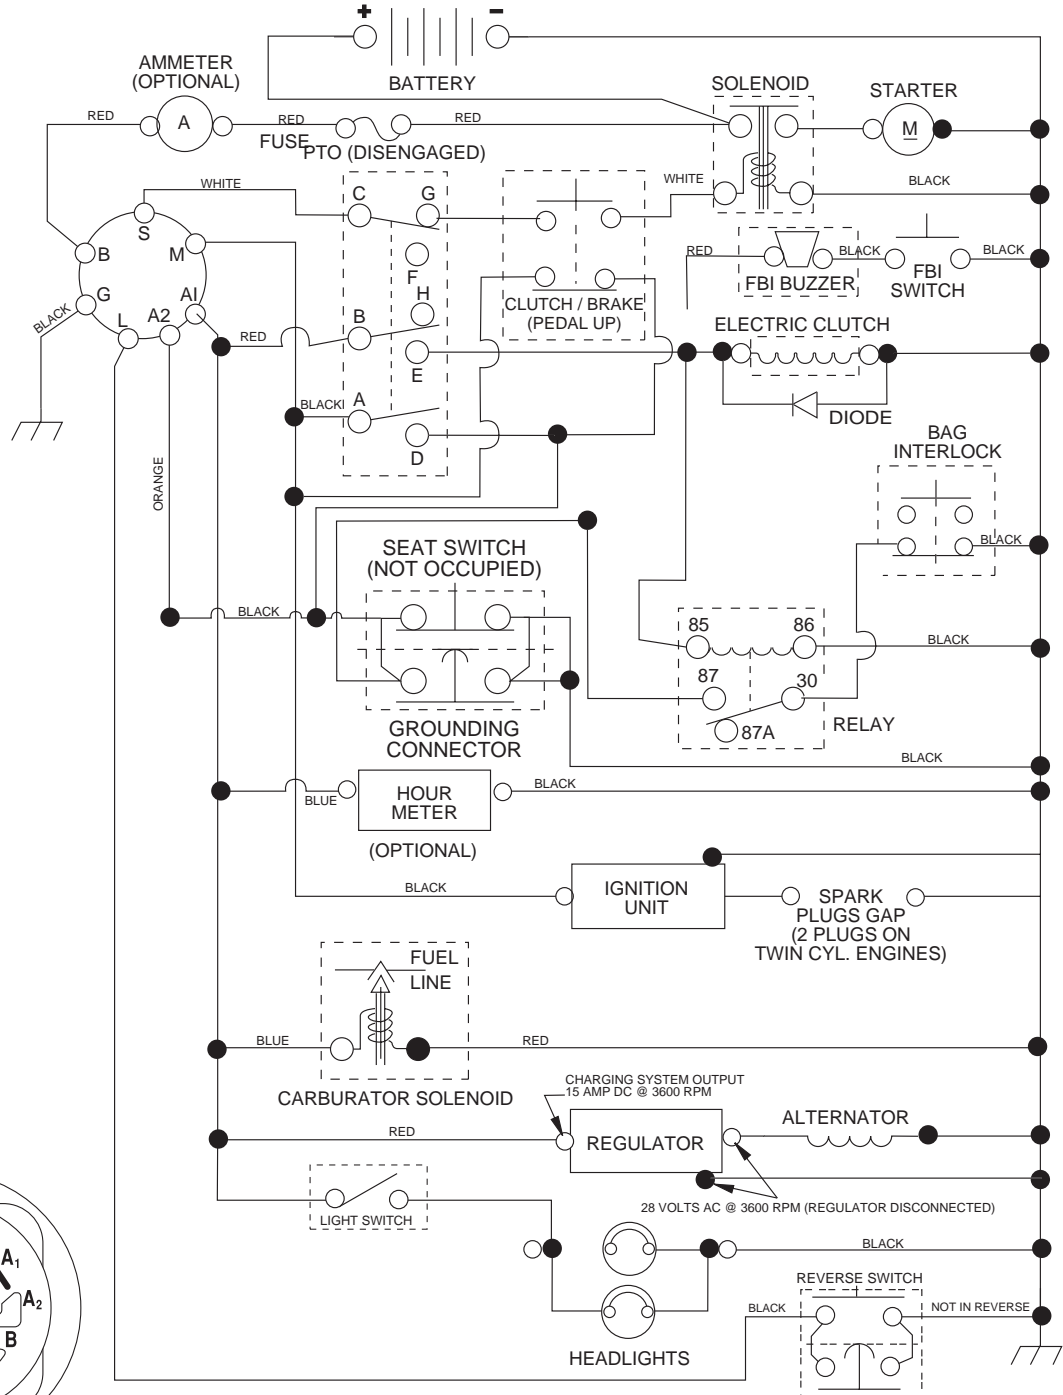 +
-
BATTERY
AMMETER
(OPTIONAL)
RED
A
RED
FUSE
RED
SOLENOID
STARTER
M
PTO (DISENGAGED)
WHITE
WHITE
BLACK
C
G
S
B
M
F
RED
BLACK
BLACK
FBI BUZZER
FBI
SWITCH
G
H
CLUTCH / BRAKE
(PEDAL UP)
BLACK
L
A2
AI
RED
B
ELECTRIC CLUTCH
E
BLACK
A
DIODE
D
BAG
INTERLOCK
ORANGE
BLACK
SEAT SWITCH
(NOT OCCUPIED)
BLACK
85
86
BLACK
87
30
87A
RELAY
GROUNDING
CONNECTOR
BLACK
BLUE
HOUR
METER
BLACK
(OPTIONAL)
BLACK
IGNITION
UNIT
SPARK
PLUGS GAP
(2 PLUGS ON
TWIN CYL. ENGINES)
FUEL
LINE
BLUE
RED
CARBURATOR SOLENOID
CHARGING SYSTEM OUTPUT
15 AMP DC @ 3600 RPM
RED
REGULATOR
ALTERNATOR
28 VOLTS AC @ 3600 RPM (REGULATOR DISCONNECTED)
LIGHT SWITCH
BLACK
HEADLIGHTS
REVERSE SWITCH
BLACK
NOT IN REVERSE
A1
A2
B